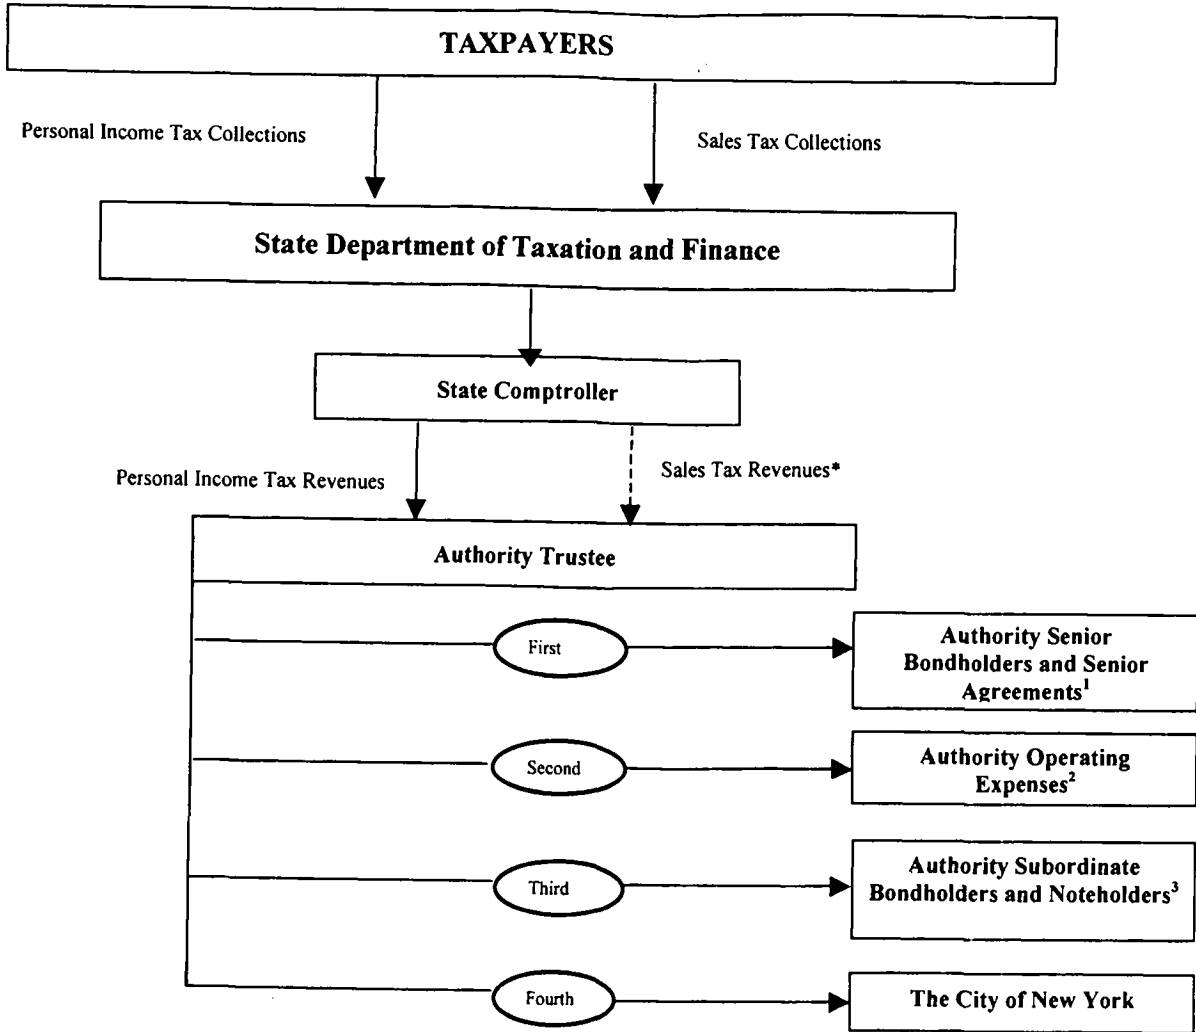 TAXPAYERS
Personal Income Tax Collections
Sales Tax Collections
State Department of Taxation and Finance
State Comptroller
Personal Income Tax Revenues
Sales Tax Revenues*
Authority Trustee
First
Authority Senior
Bondholders and Senior
Agreements¹
Second
Authority Operating
Expenses²
Third
Authority Subordinate
Bondholders and Noteholders³
Fourth
The City of New York